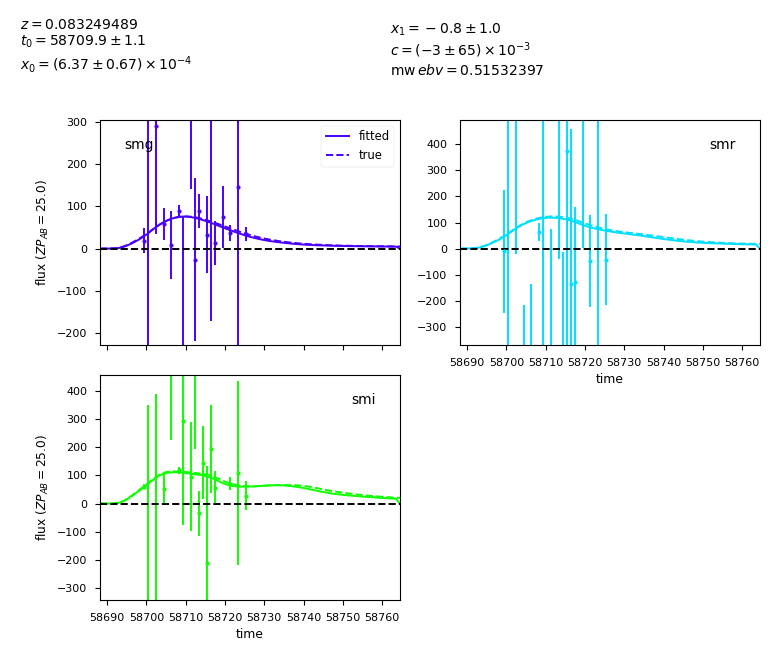 z = 0.083249489
t₀ = 58709.9 ± 1.1
x₀ = (6.37 ± 0.67) × 10⁻⁴
x₁ = −0.8 ± 1.0
c = (−3 ± 65) × 10⁻³
mw ebv = 0.51532397
smg
fitted
true
300
200
100
0
−100
−200
flux (ZP_AB = 25.0)
smr
400
300
200
100
0
−100
−200
−300
58690 58700 58710 58720 58730 58740 58750 58760
time
smi
400
300
200
100
0
−100
−200
−300
flux (ZP_AB = 25.0)
58690 58700 58710 58720 58730 58740 58750 58760
time